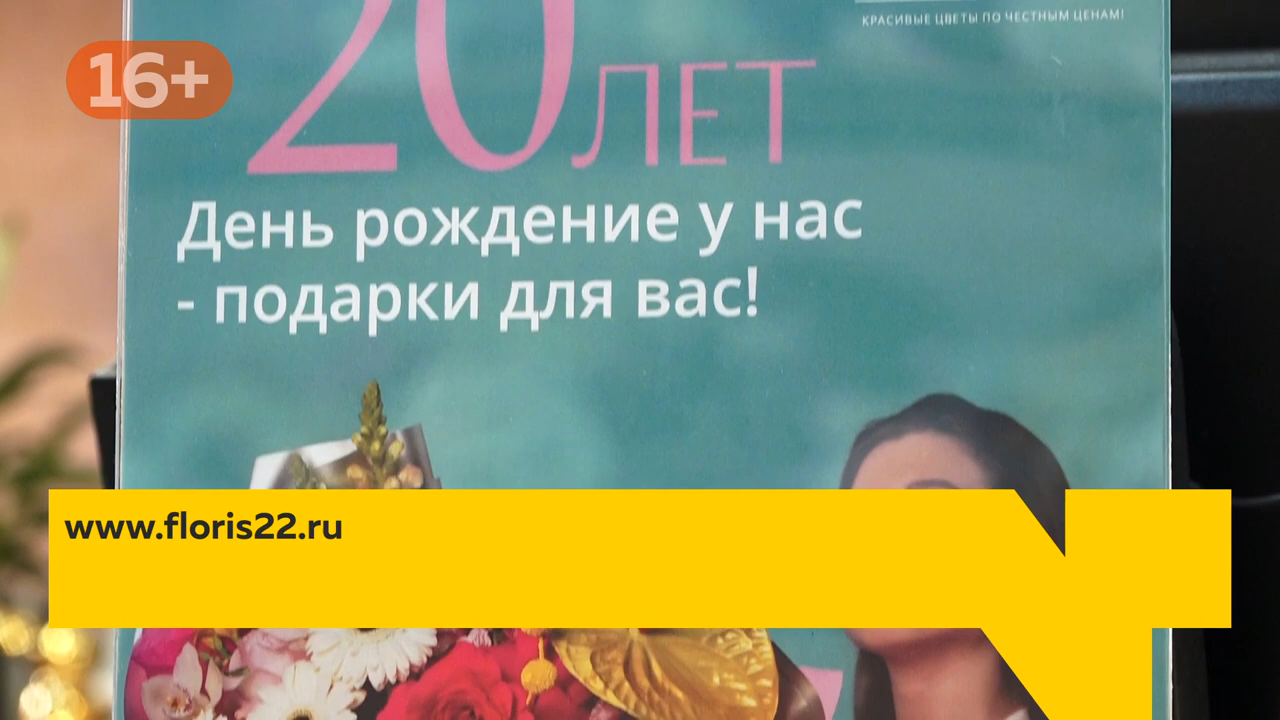 КРАСИВЫЕ ЦВЕТЫ ПО ЧЕСТНЫМ ЦЕНАМ!
16+
20 ЛЕТ
День рождение у нас
- подарки для вас!
www.floris22.ru